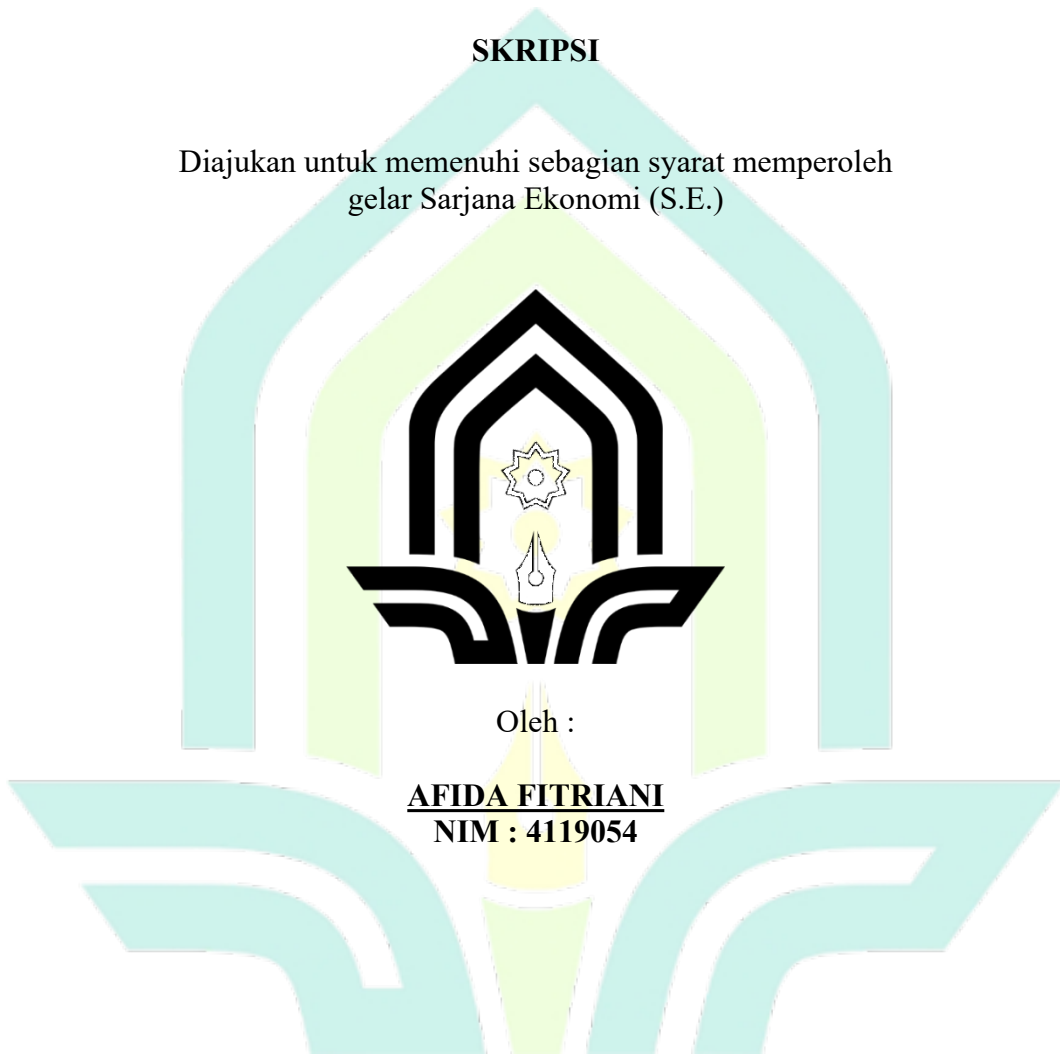 SKRIPSI
Diajukan untuk memenuhi sebagian syarat memperoleh
gelar Sarjana Ekonomi (S.E.)
Oleh :
AFIDA FITRIANI
NIM : 4119054